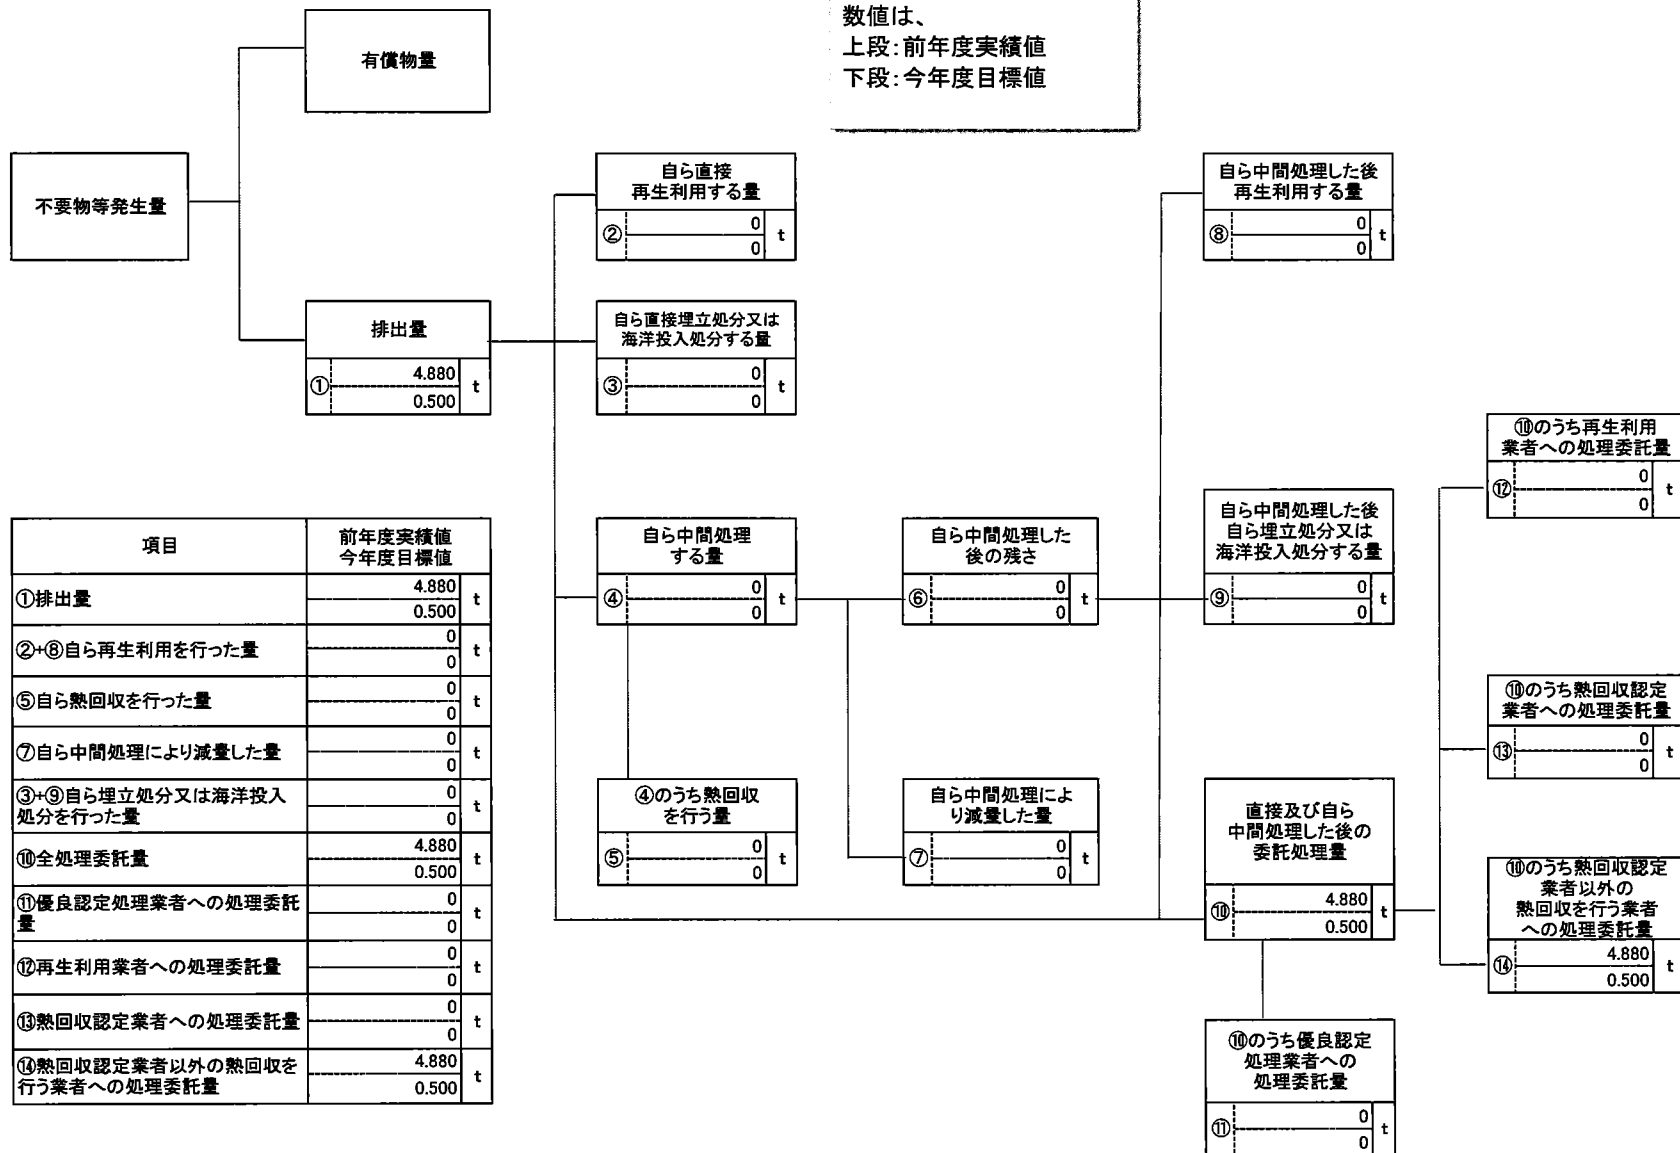 数値は、
上段:前年度実績値
下段:今年度目標値
有償物量
不要物等発生量
排出量
①
4.880
0.500
t
自ら直接
再生利用する量
②
0
0
t
自ら直接埋立処分又は
海洋投入処分する量
③
0
0
t
自ら中間処理した後
再生利用する量
⑧
0
0
t
自ら中間処理
する量
④
0
0
t
自ら中間処理した
後の残さ
⑥
0
0
t
自ら中間処理した後
自ら埋立処分又は
海洋投入処分する量
⑨
0
0
t
④のうち熱回収
を行う量
⑤
0
0
t
自ら中間処理によ
り減量した量
⑦
0
0
t
直接及び自ら
中間処理した後の
委託処理量
⑩
4.880
0.500
t
⑩のうち再生利用
業者への処理委託量
⑫
0
0
t
⑩のうち熱回収認定
業者への処理委託量
⑬
0
0
t
⑩のうち熱回収認定
業者以外の
熱回収を行う業者
への処理委託量
⑭
4.880
0.500
t
⑩のうち優良認定
処理業者への
処理委託量
⑪
0
0
t
項目
前年度実績値
今年度目標値
①排出量
4.880
0.500
t
②+⑧自ら再生利用を行った量
0
0
t
⑤自ら熱回収を行った量
0
0
t
⑦自ら中間処理により減量した量
0
0
t
③+⑨自ら埋立処分又は海洋投入
処分を行った量
0
0
t
⑩全処理委託量
4.880
0.500
t
⑪優良認定処理業者への処理委託
量
0
0
t
⑫再生利用業者への処理委託量
0
0
t
⑬熱回収認定業者への処理委託量
0
0
t
⑭熱回収認定業者以外の熱回収を
行う業者への処理委託量
4.880
0.500
t